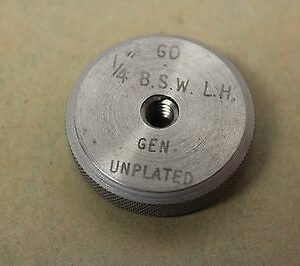 GO
1/4" B.S.W. L.H.
GEN
UNPLATED